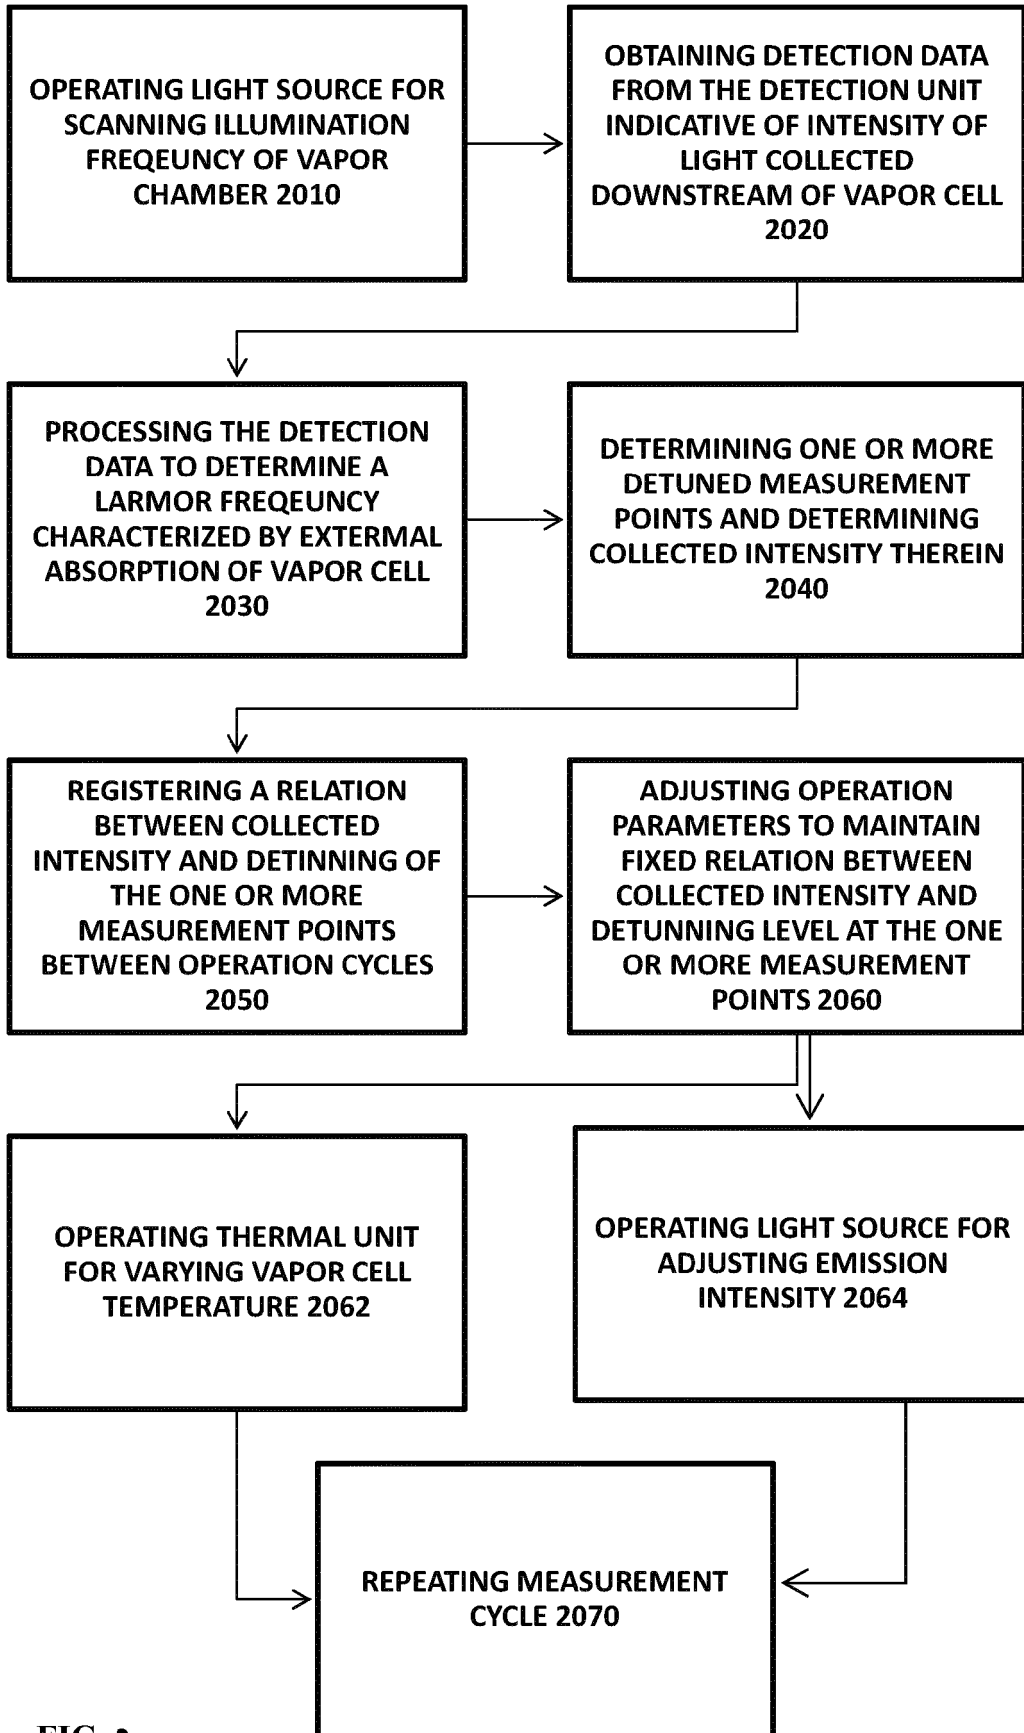 OPERATING LIGHT SOURCE FOR
SCANNING ILLUMINATION
FREQEUNCY OF VAPOR
CHAMBER 2010
OBTAINING DETECTION DATA
FROM THE DETECTION UNIT
INDICATIVE OF INTENSITY OF
LIGHT COLLECTED
DOWNSTREAM OF VAPOR CELL
2020
PROCESSING THE DETECTION
DATA TO DETERMINE A
LARMOR FREQEUNCY
CHARACTERIZED BY EXTERMAL
ABSORPTION OF VAPOR CELL
2030
DETERMINING ONE OR MORE
DETUNED MEASUREMENT
POINTS AND DETERMINING
COLLECTED INTENSITY THEREIN
2040
REGISTERING A RELATION
BETWEEN COLLECTED
INTENSITY AND DETINNING OF
THE ONE OR MORE
MEASUREMENT POINTS
BETWEEN OPERATION CYCLES
2050
ADJUSTING OPERATION
PARAMETERS TO MAINTAIN
FIXED RELATION BETWEEN
COLLECTED INTENSITY AND
DETUNNING LEVEL AT THE ONE
OR MORE MEASUREMENT
POINTS 2060
OPERATING THERMAL UNIT
FOR VARYING VAPOR CELL
TEMPERATURE 2062
OPERATING LIGHT SOURCE FOR
ADJUSTING EMISSION
INTENSITY 2064
REPEATING MEASUREMENT
CYCLE 2070
FIG.